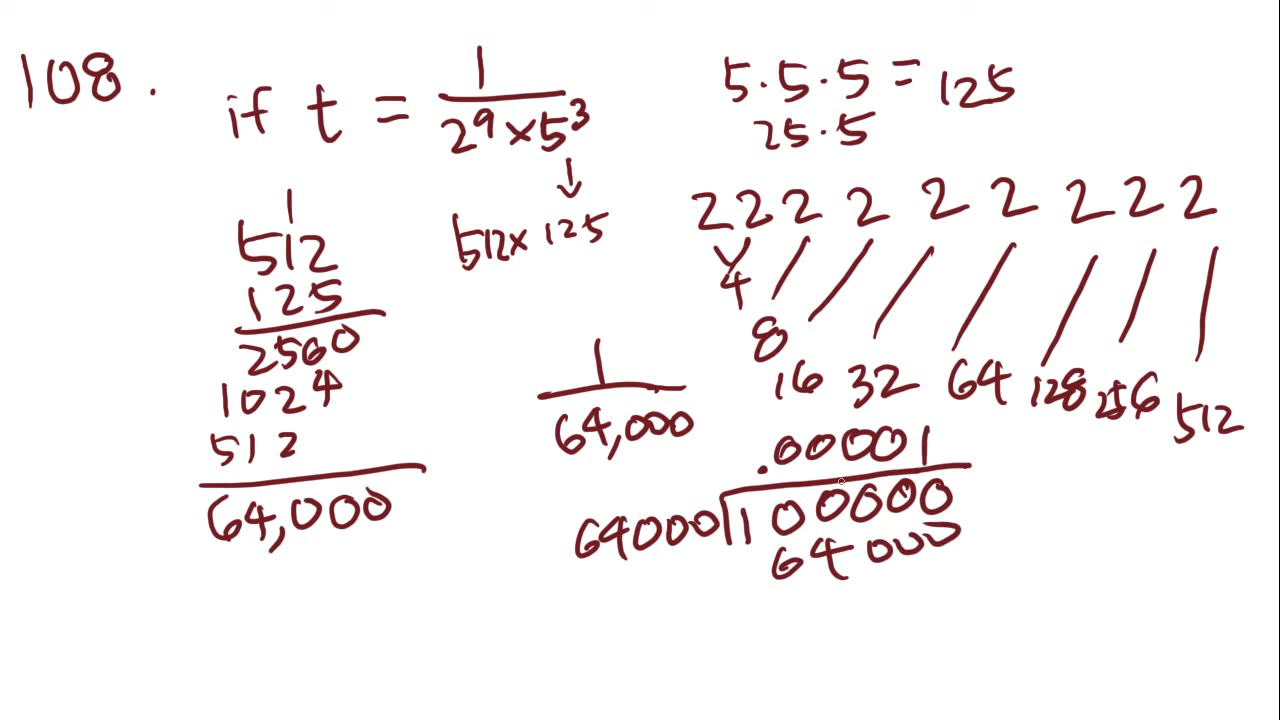 108.
if t = 1 / 2⁹ × 5³
5 · 5 · 5 = 125
25 · 5
↓
512 × 125
2 2 2 2 2 2 2 2 2
4
8
16 32 64 128 256 512
1
512
125
2560
1024
512
64,000
1
64,000
.00001
64000 100000
64000